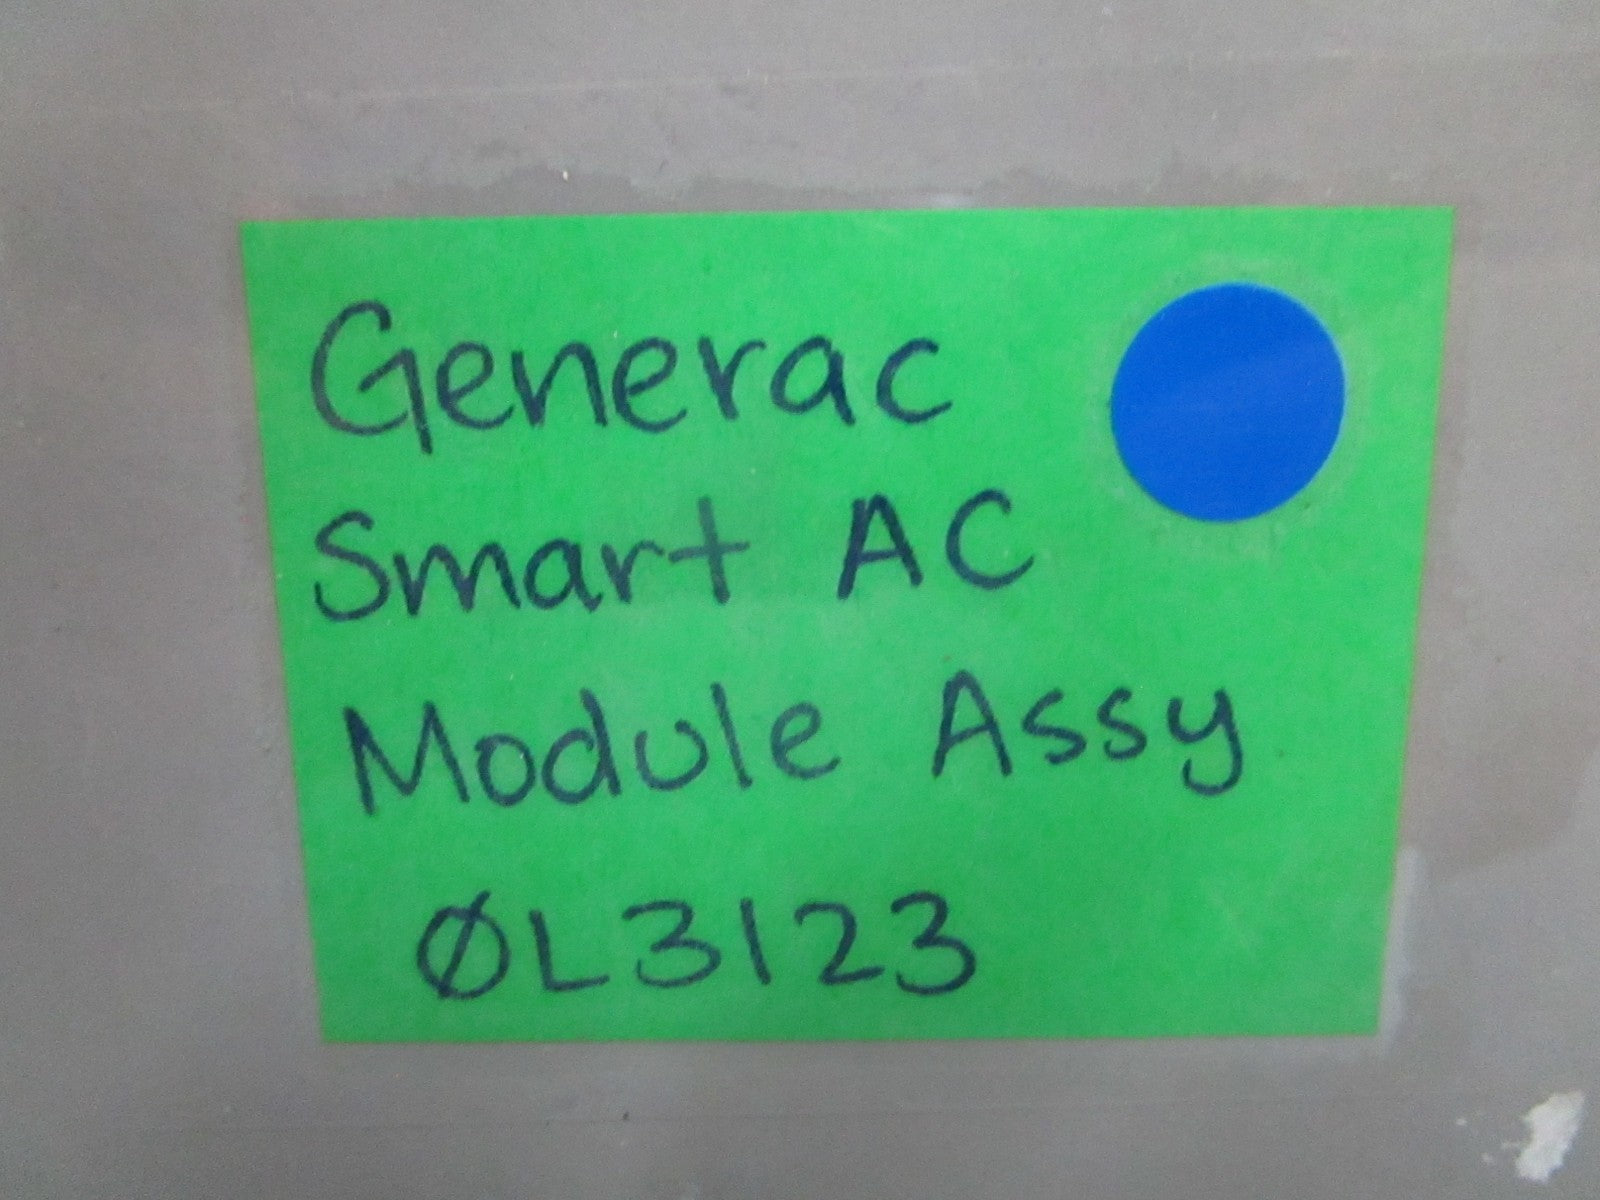 Generac
Smart AC
Module Assy
ØL3123